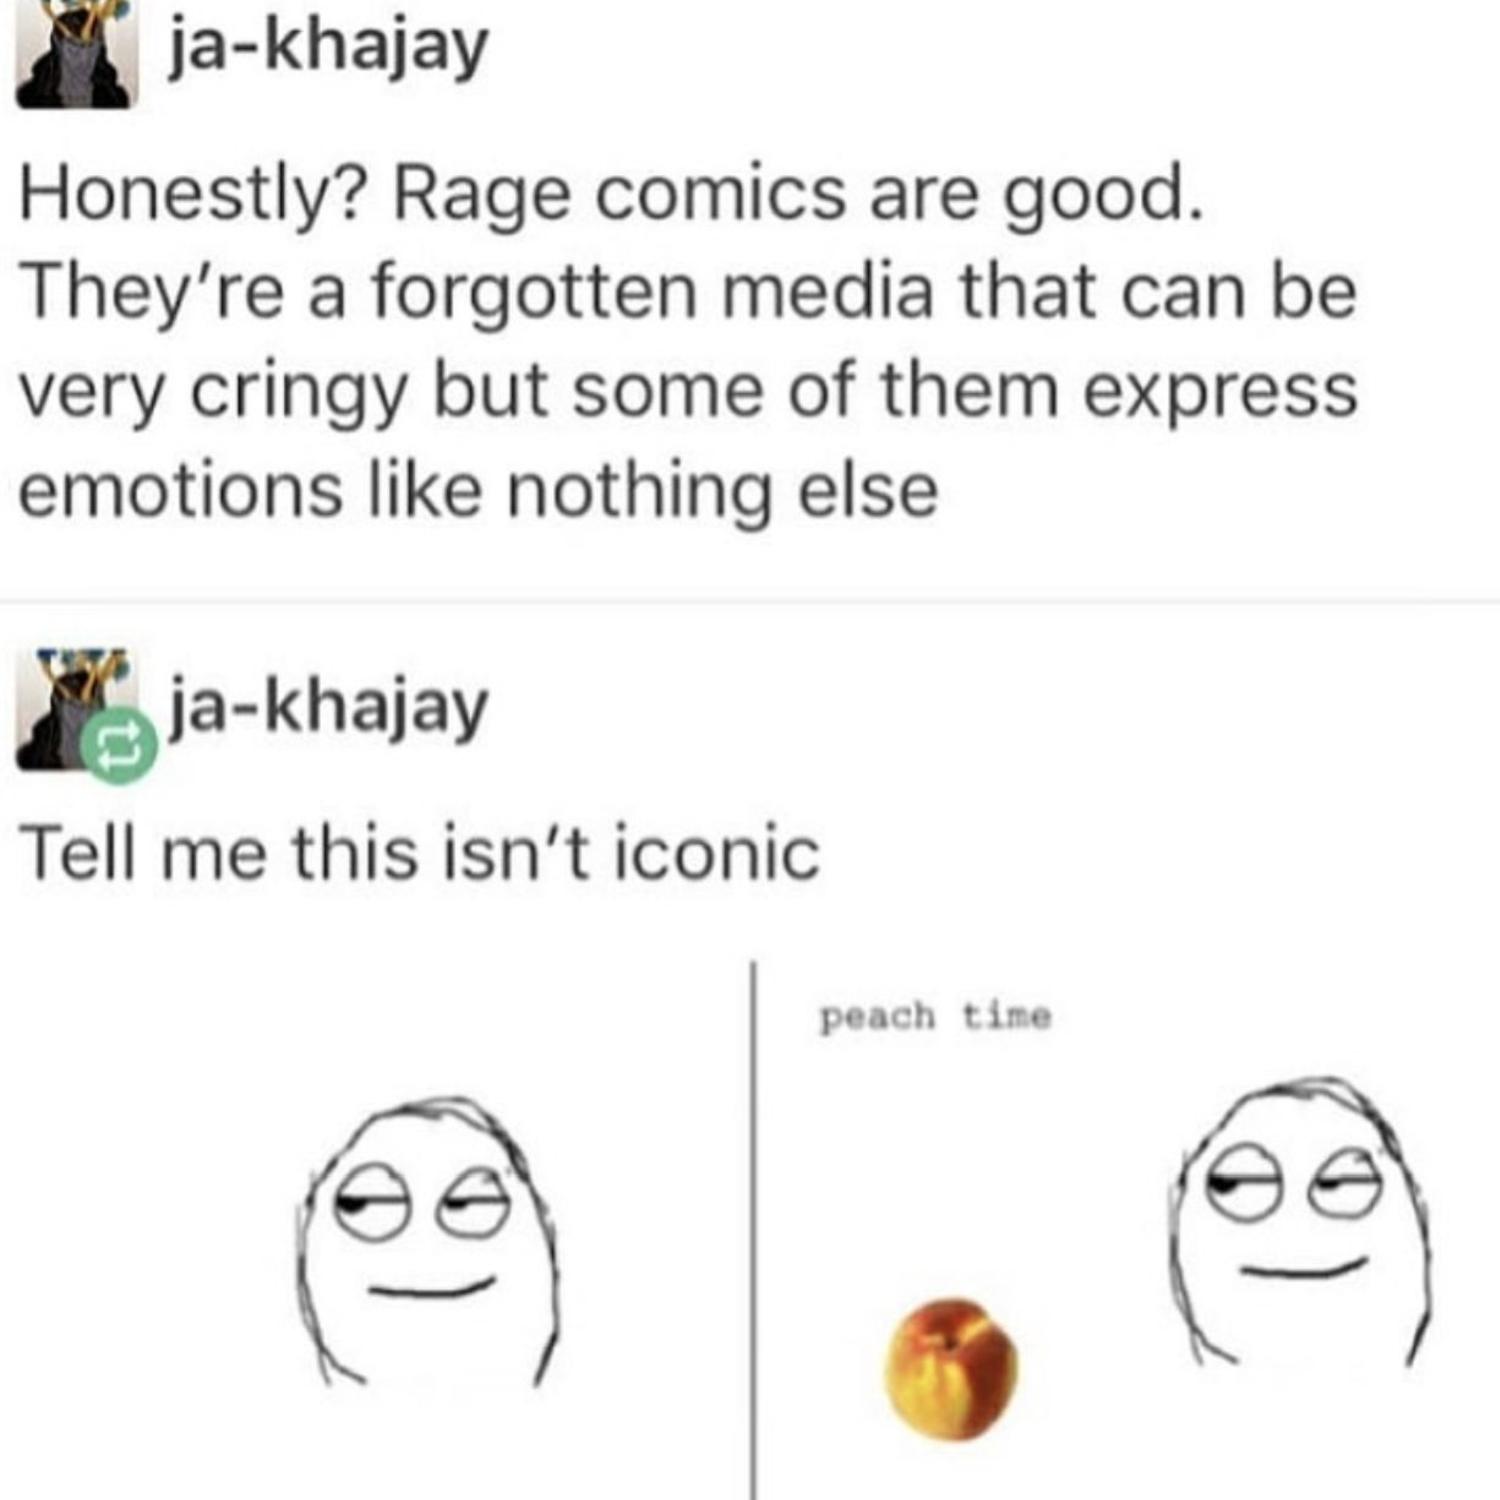 ja-khajay
Honestly? Rage comics are good.
They’re a forgotten media that can be
very cringy but some of them express
emotions like nothing else
ja-khajay
Tell me this isn’t iconic
peach time